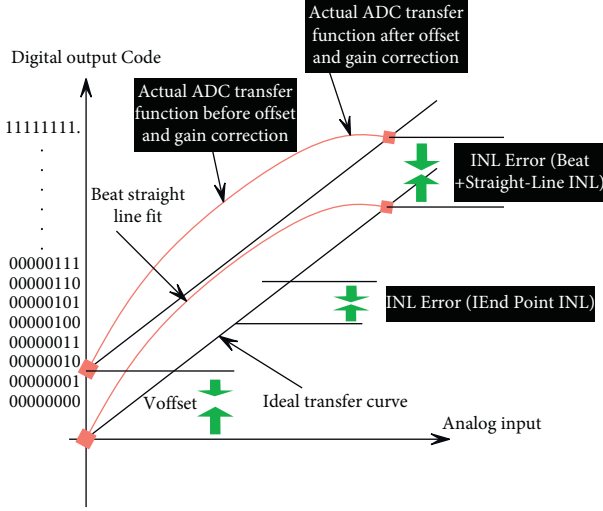 Actual ADC transfer
function after offset
and gain correction
Digital output Code
Actual ADC transfer
function before offset
and gain correction
11111111.
.
.
.
.
.
.
Beat straight
line fit
INL Error (Beat
+Straight-Line INL)
00000111
00000110
00000101
00000100
00000011
00000010
00000001
00000000
INL Error (IEnd Point INL)
Voffset
Ideal transfer curve
Analog input